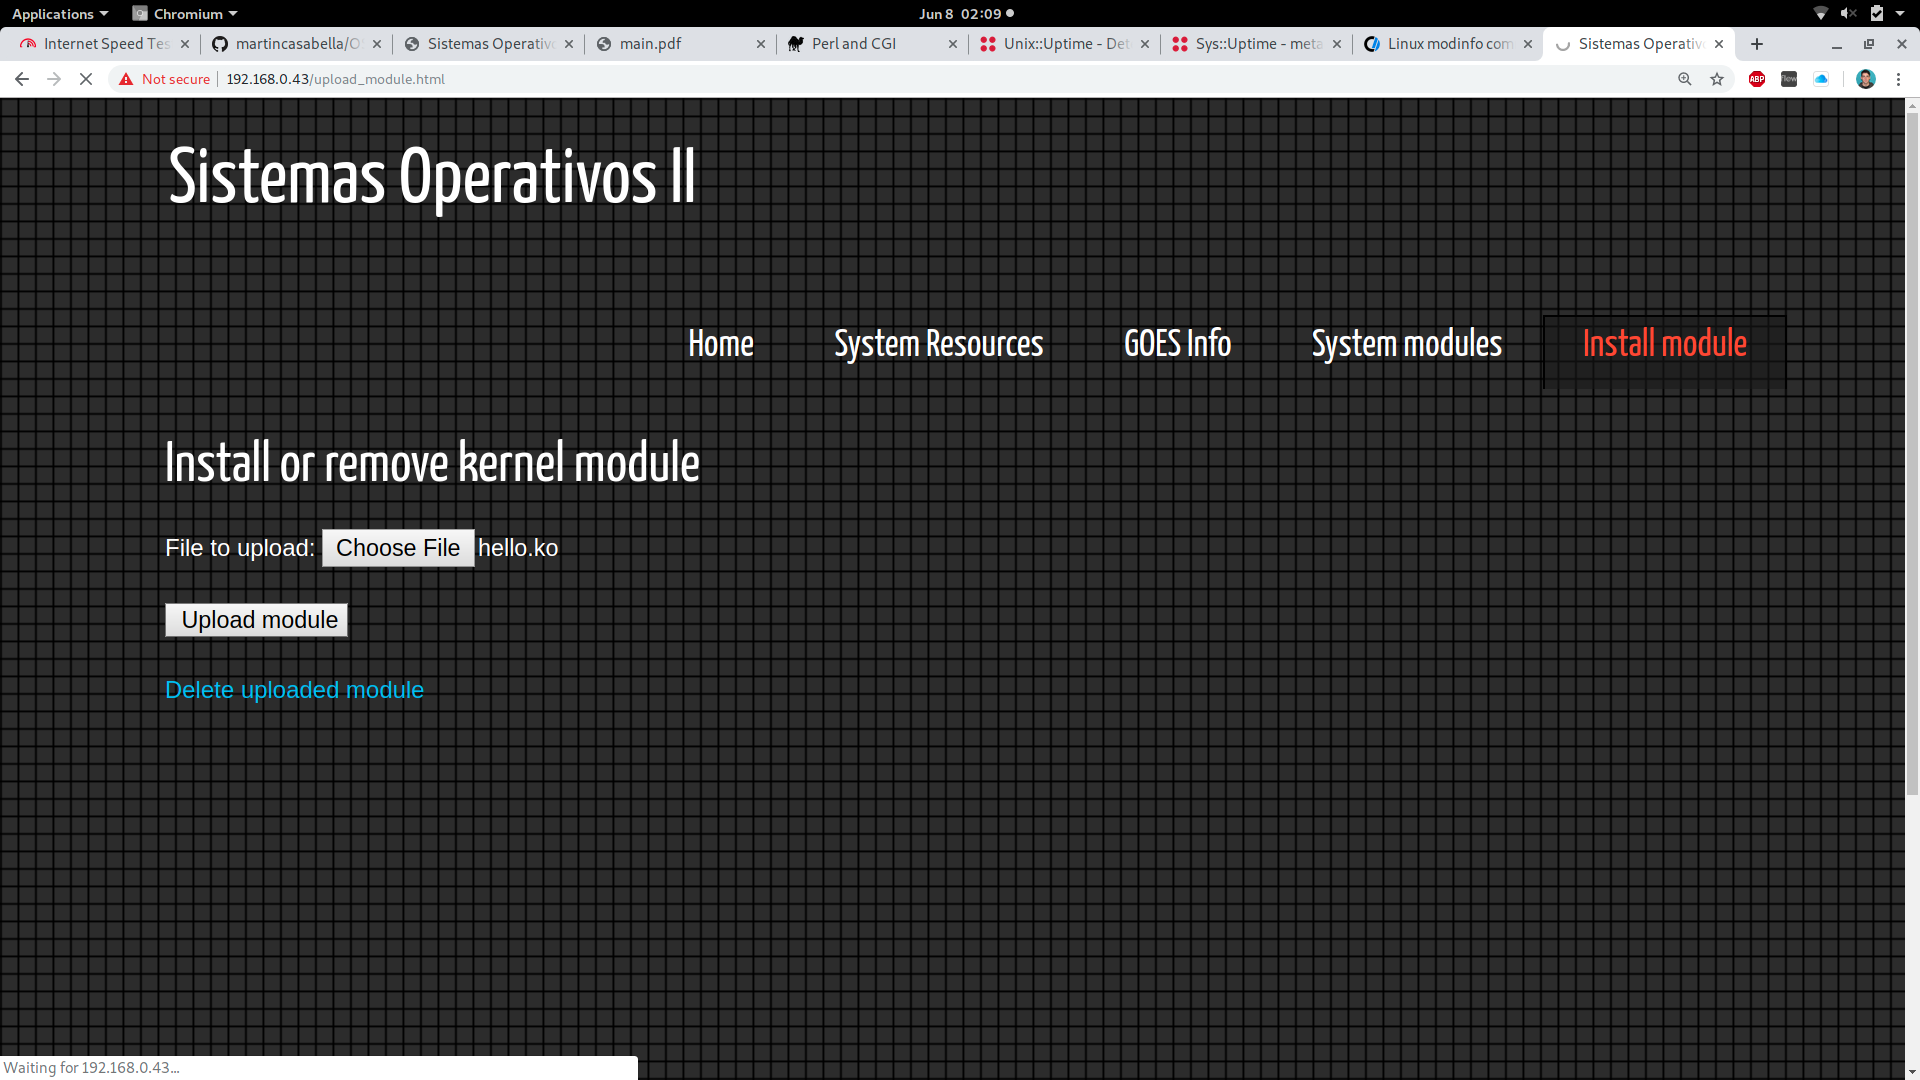 Applications Chromium Jun 8 02:09
Internet Speed Tes martincasabella/O Sistemas Operativ main.pdf Perl and CGI Unix::Uptime - Det Sys::Uptime - meta Linux modinfo com Sistemas Operativ
Not secure 192.168.0.43/upload_module.html ABP flow
Sistemas Operativos II
Home System Resources GOES Info System modules Install module
Install or remove kernel module
File to upload: Choose File hello.ko
Upload module
Delete uploaded module
Waiting for 192.168.0.43...